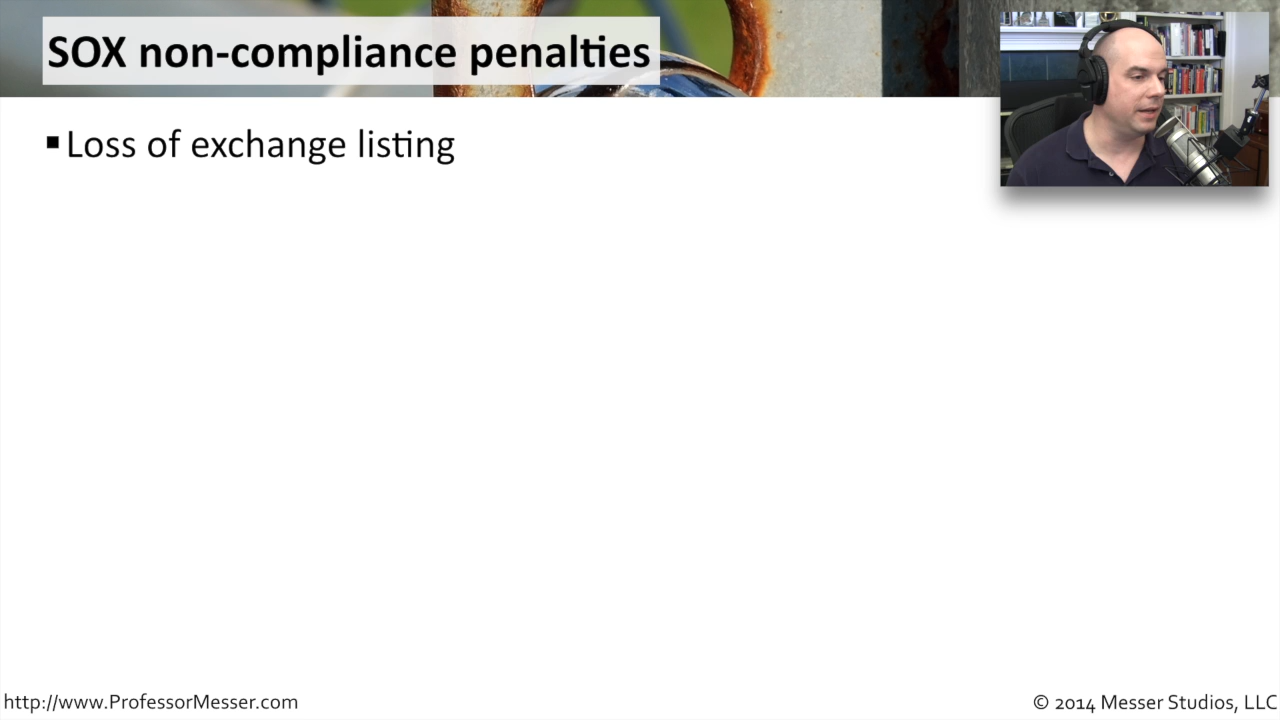 SOX non-compliance penalties
▪ Loss of exchange listing
http://www.ProfessorMesser.com
© 2014 Messer Studios, LLC